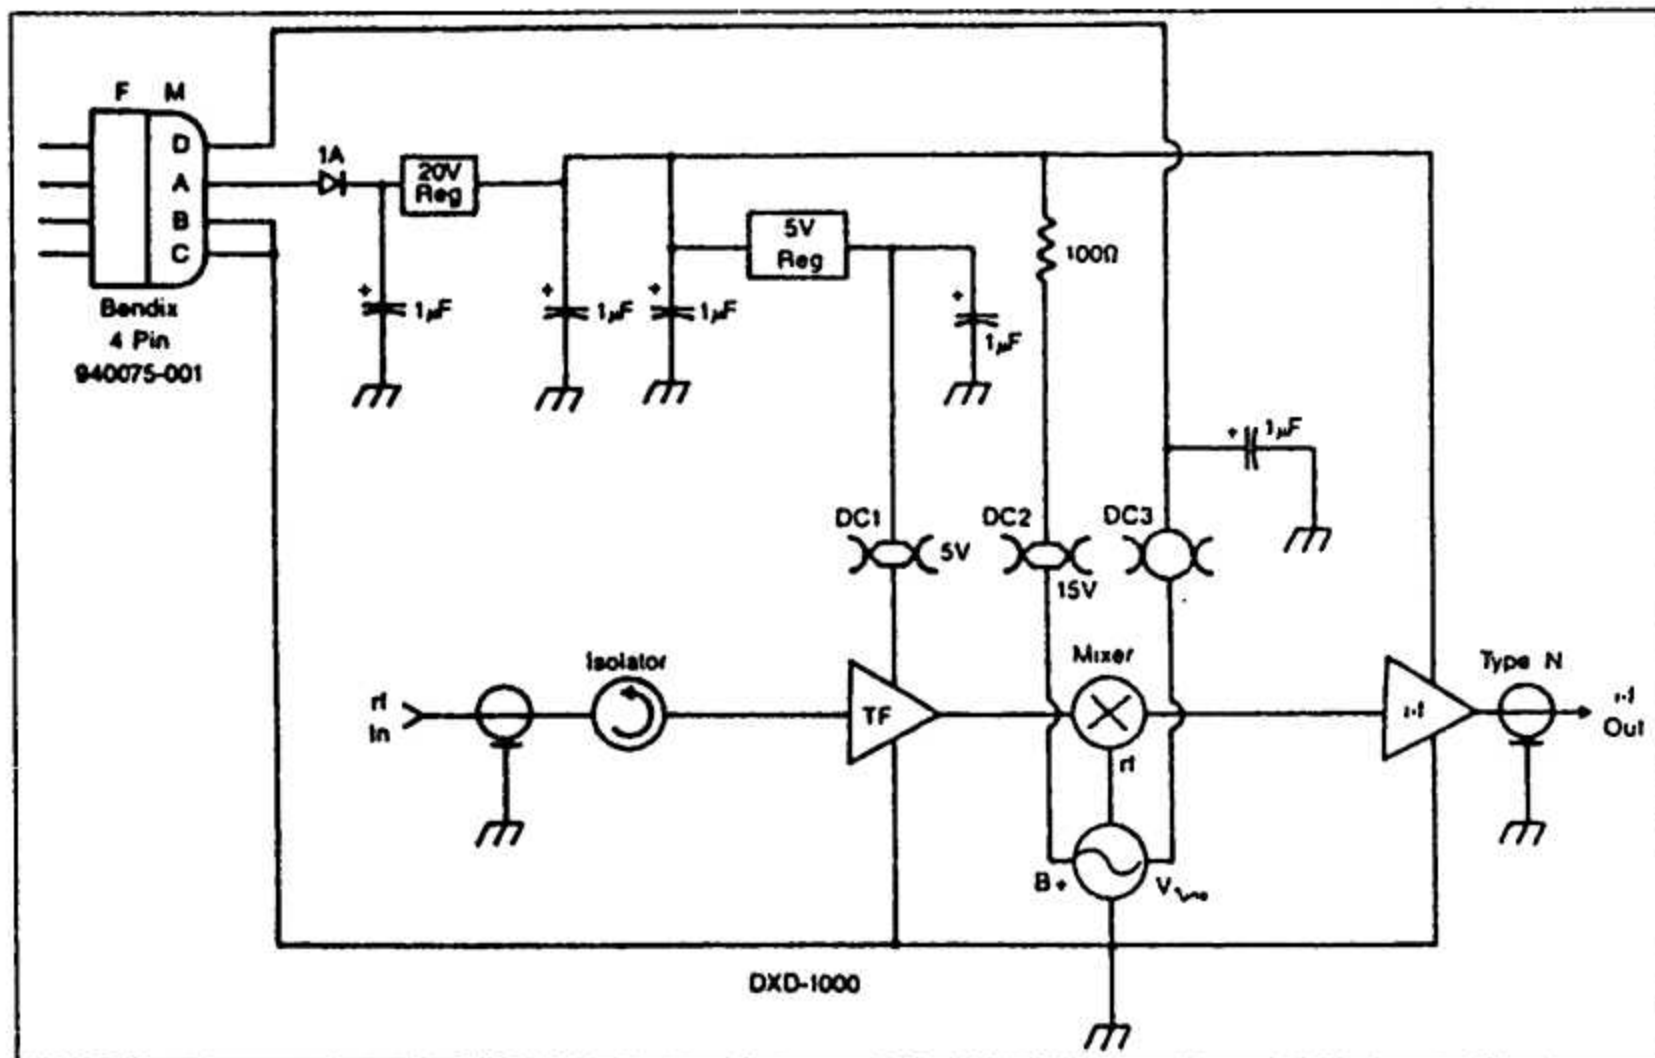 F M
D
A
B
C
Bendix
4 Pin
940075-001
1A
20V
Reg
5V
Reg
100Ω
+
1μF
+
1μF
+
1μF
+
1μF
+
1μF
DC1
5V
DC2
15V
DC3
rf
In
Isolator
TF
Mixer
rf
B+
i-f
Type N
i-f
Out
DXD-1000